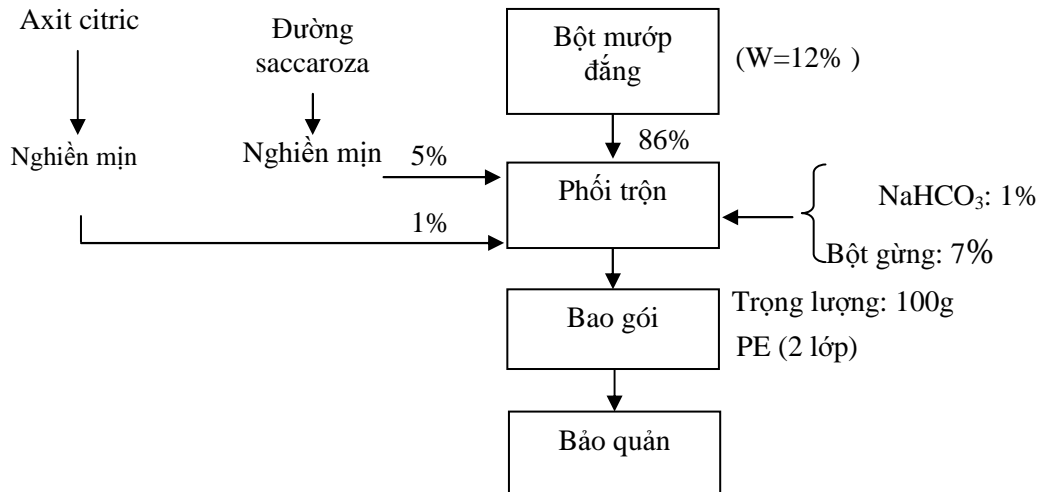 Axit citric
Đường
saccaroza
Bột mướp
đắng
(W=12% )
86%
Nghiền mịn
Nghiền mịn
5%
Phối trộn
NaHCO₃: 1%
1%
Bột gừng: 7%
Bao gói
Trọng lượng: 100g
PE (2 lớp)
Bảo quản